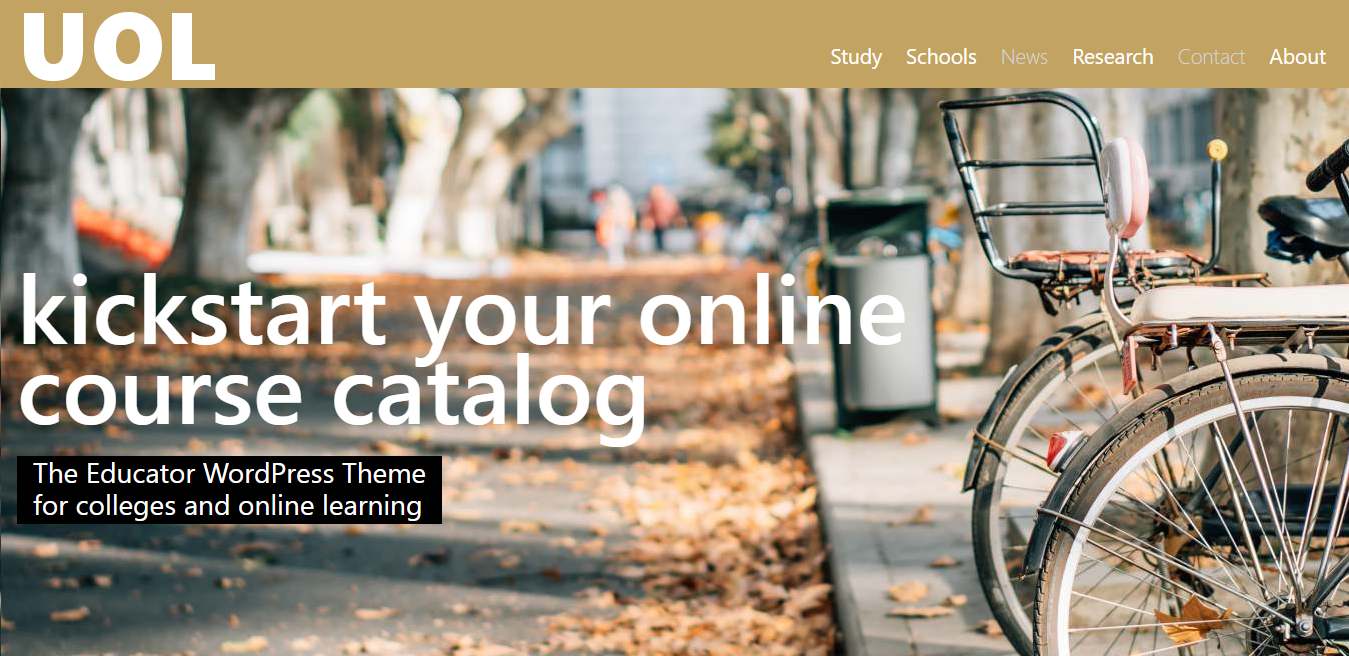 UOL
Study Schools News Research Contact About
kickstart your online
course catalog
The Educator WordPress Theme
for colleges and online learning